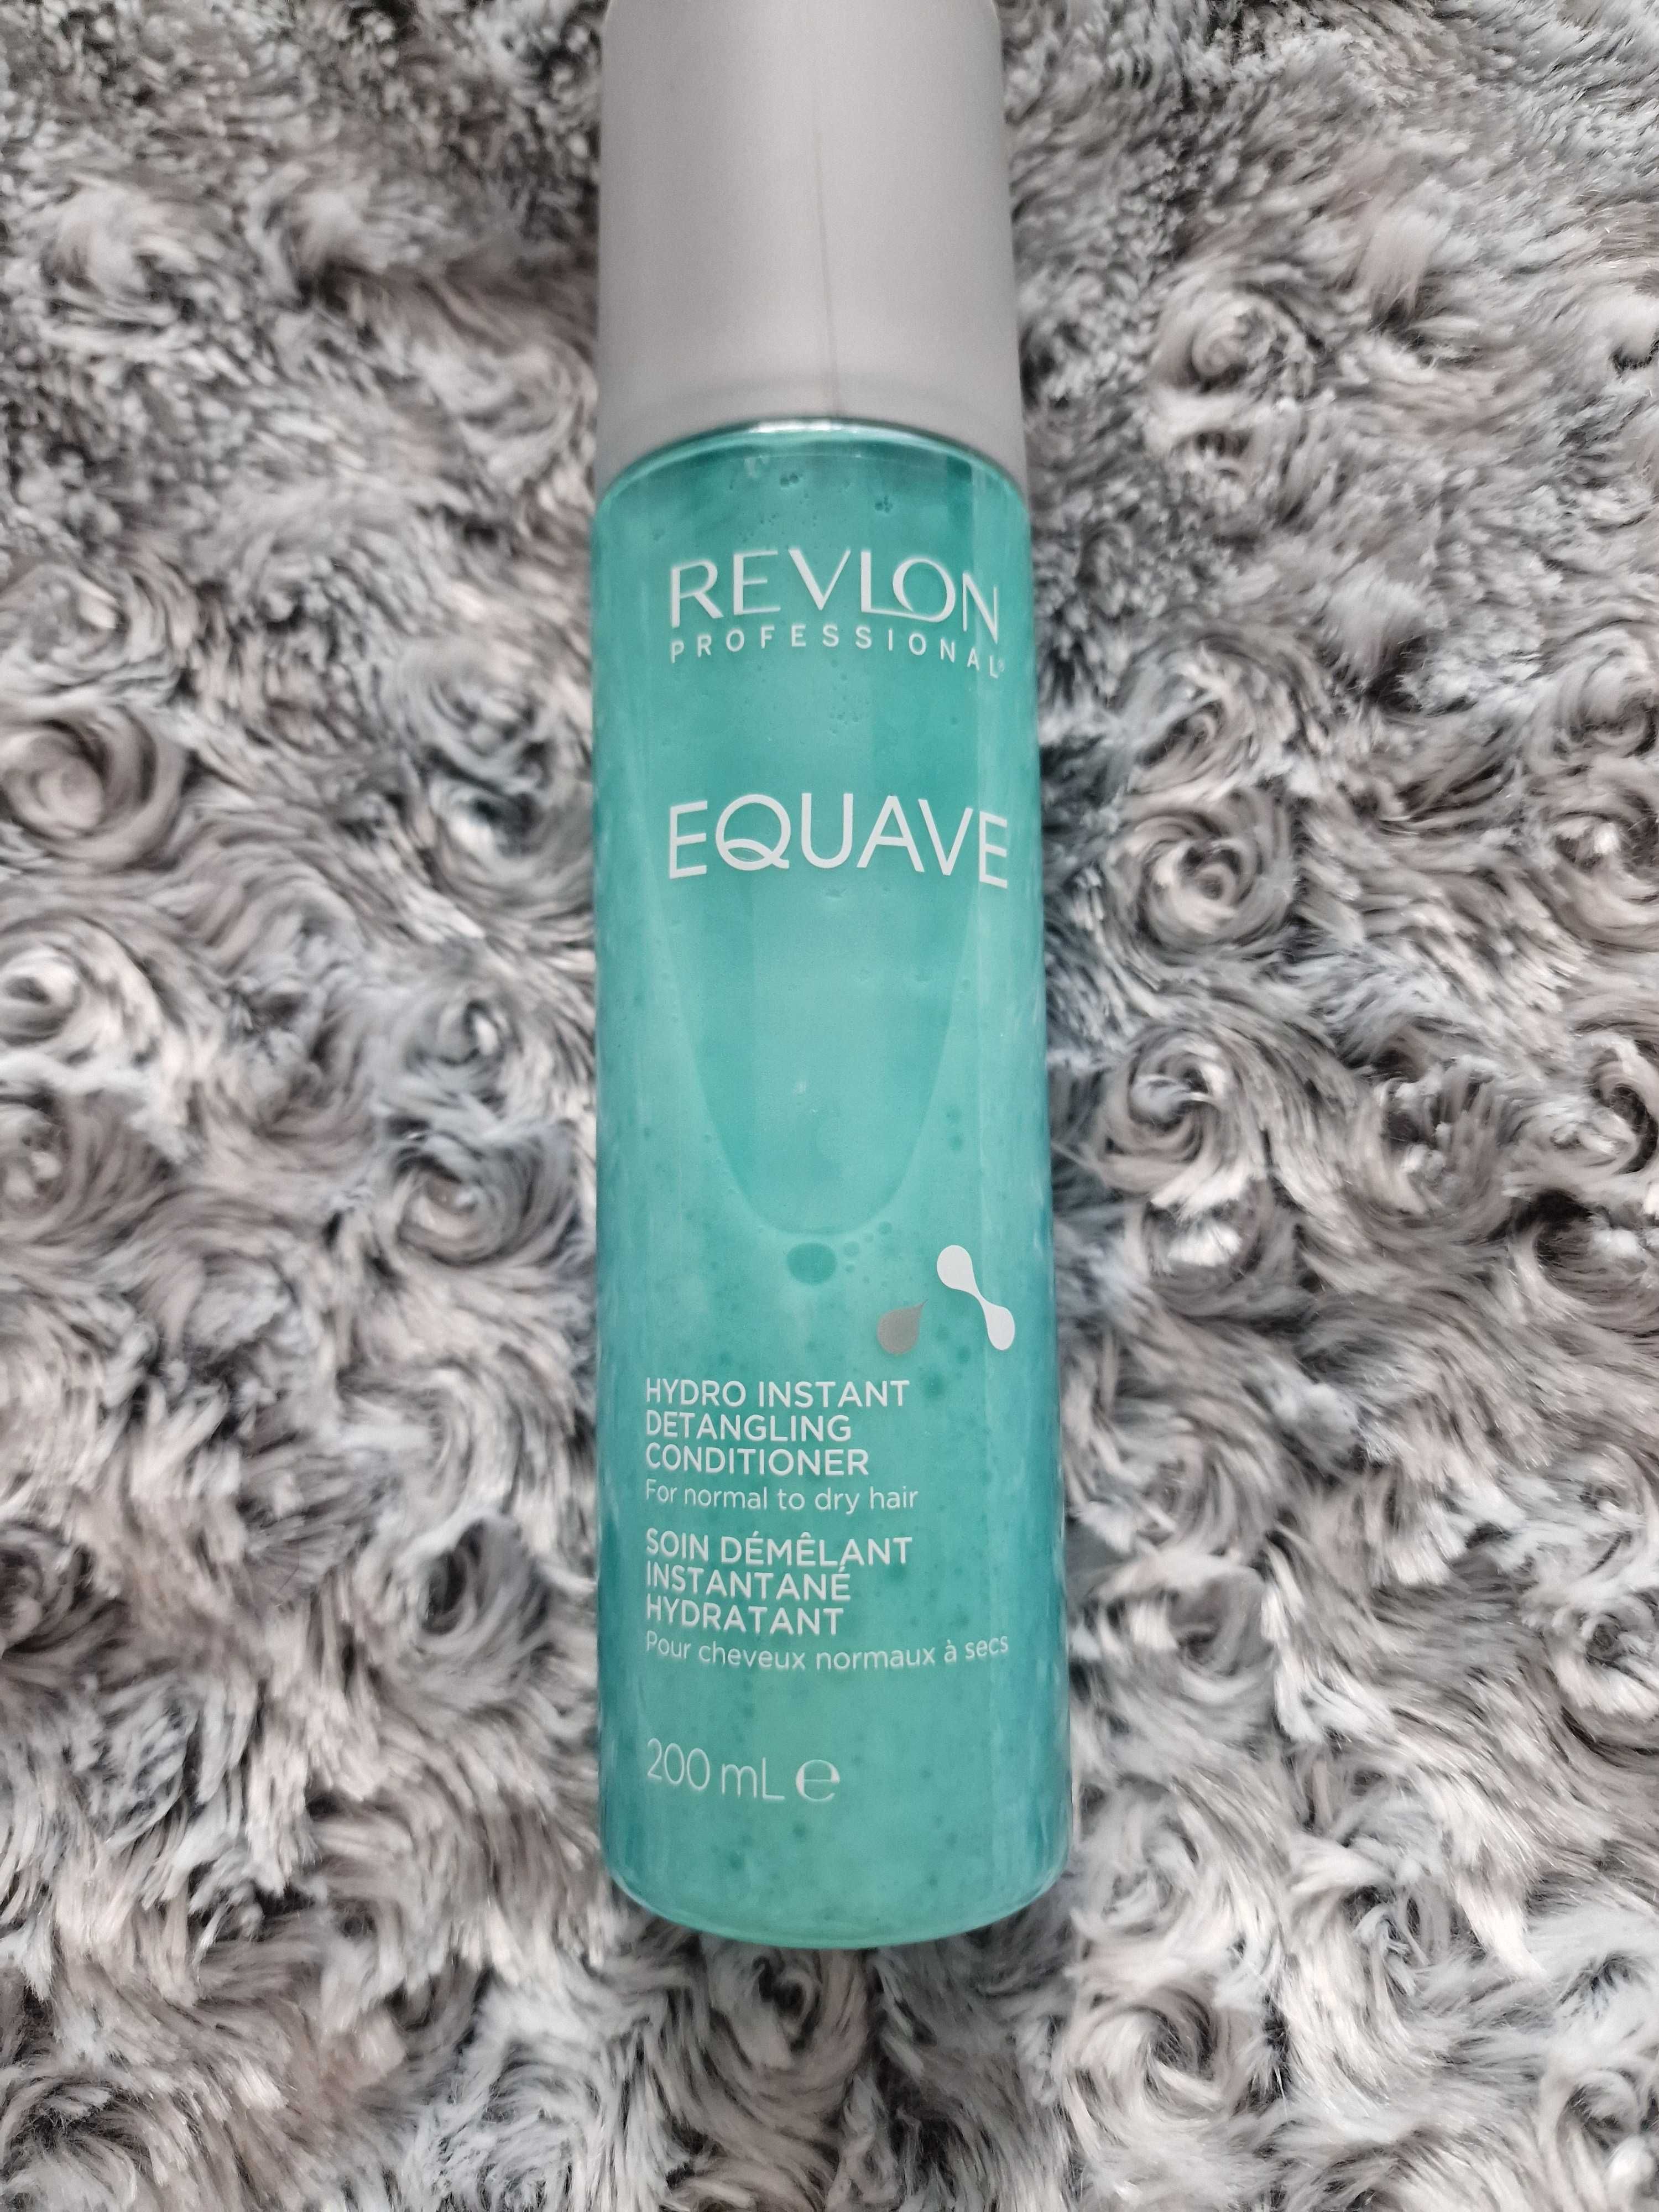 REVLON
PROFESSIONAL®
EQUAVE
HYDRO INSTANT
DETANGLING
CONDITIONER
For normal to dry hair
SOIN DÉMÊLANT
INSTANTANÉ
HYDRATANT
Pour cheveux normaux à secs
200 mL ℮